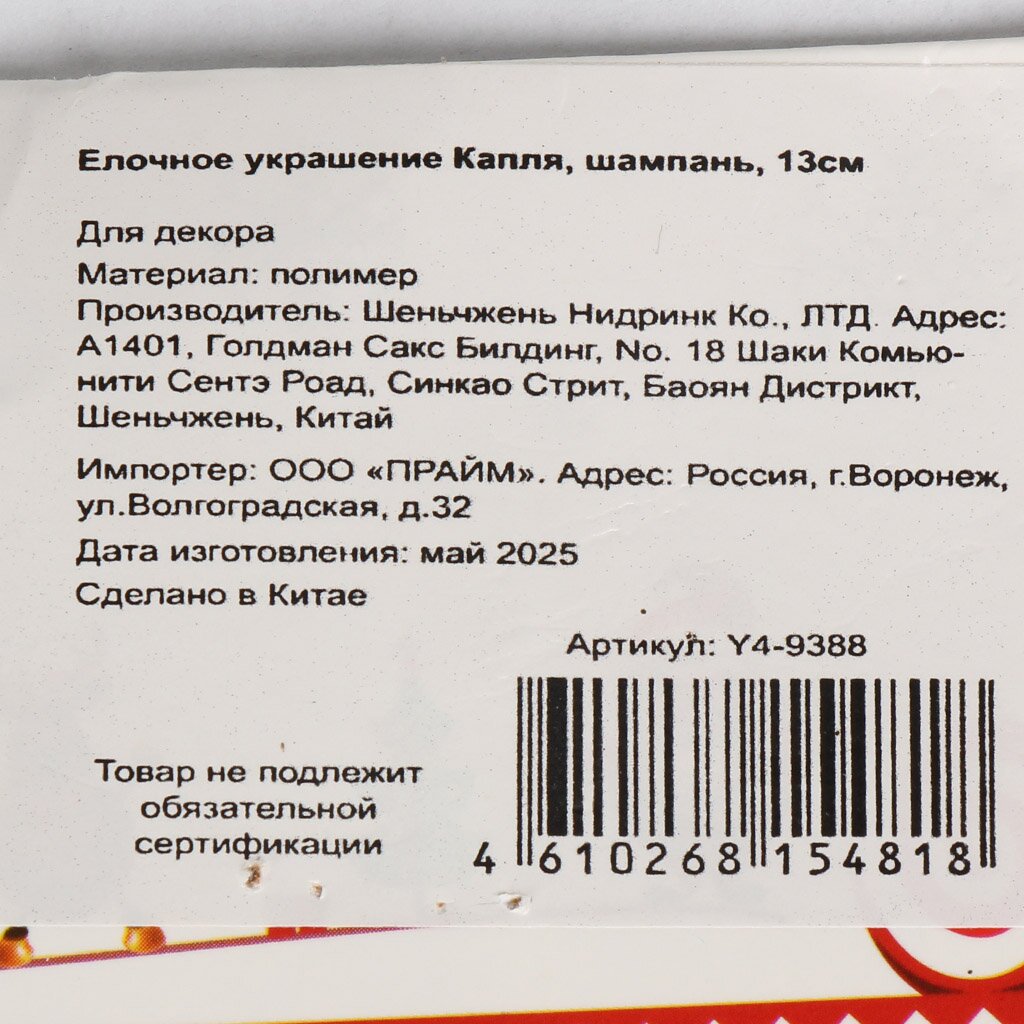 Елочное украшение Капля, шампань, 13см
Для декора
Материал: полимер
Производитель: Шеньчжень Нидринк Ко., ЛТД. Адрес:
А1401, Голдман Сакс Билдинг, No. 18 Шаки Комью-
нити Сентэ Роад, Синкао Стрит, Баоян Дистрикт,
Шеньчжень, Китай
Импортер: ООО «ПРАЙМ». Адрес: Россия, г.Воронеж,
ул.Волгоградская, д.32
Дата изготовления: май 2025
Сделано в Китае
Артикул: Y4-9388
Товар не подлежит
обязательной
сертификации
4 610268 154818